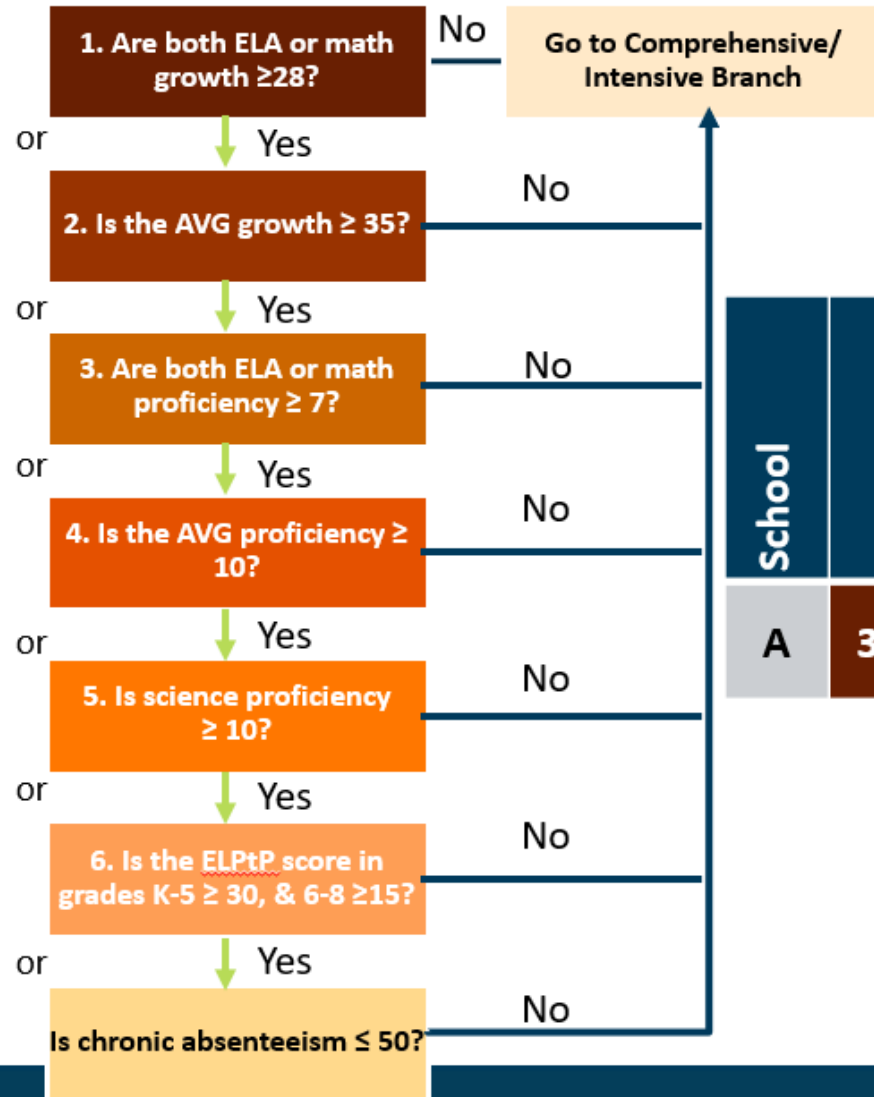 1. Are both ELA or math
growth ≥28?
No
Go to Comprehensive/
Intensive Branch
or
Yes
2. Is the AVG growth ≥ 35?
No
or
Yes
3. Are both ELA or math
proficiency ≥ 7?
No
or
Yes
4. Is the AVG proficiency ≥
10?
No
or
Yes
5. Is science proficiency
≥ 10?
No
or
Yes
6. Is the ELPtP score in
grades K-5 ≥ 30, & 6-8 ≥15?
No
or
Yes
Is chronic absenteeism ≤ 50?
No
School
A
3